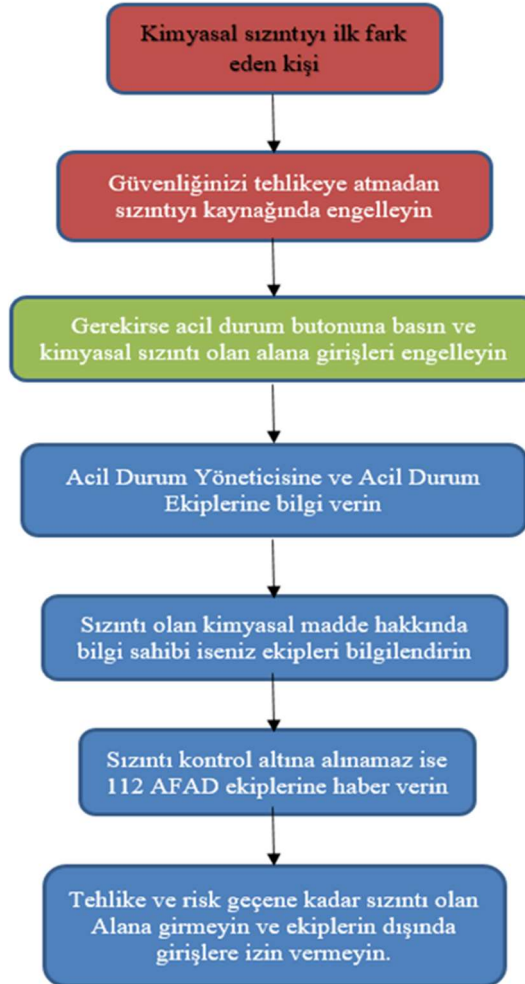 Kimyasal sızıntıyı ilk fark
eden kişi
Güvenliğinizi tehlikeye atmadan
sızıntıyı kaynağında engelleyin
Gerekirse acil durum butonuna basın ve
kimyasal sızıntı olan alana girişleri engelleyin
Acil Durum Yöneticisine ve Acil Durum
Ekiplerine bilgi verin
Sızıntı olan kimyasal madde hakkında
bilgi sahibi iseniz ekipleri bilgilendirin
Sızıntı kontrol altına alınamaz ise
112 AFAD ekiplerine haber verin
Tehlike ve risk geçene kadar sızıntı olan
Alana girmeyin ve ekiplerin dışında
girişlere izin vermeyin.